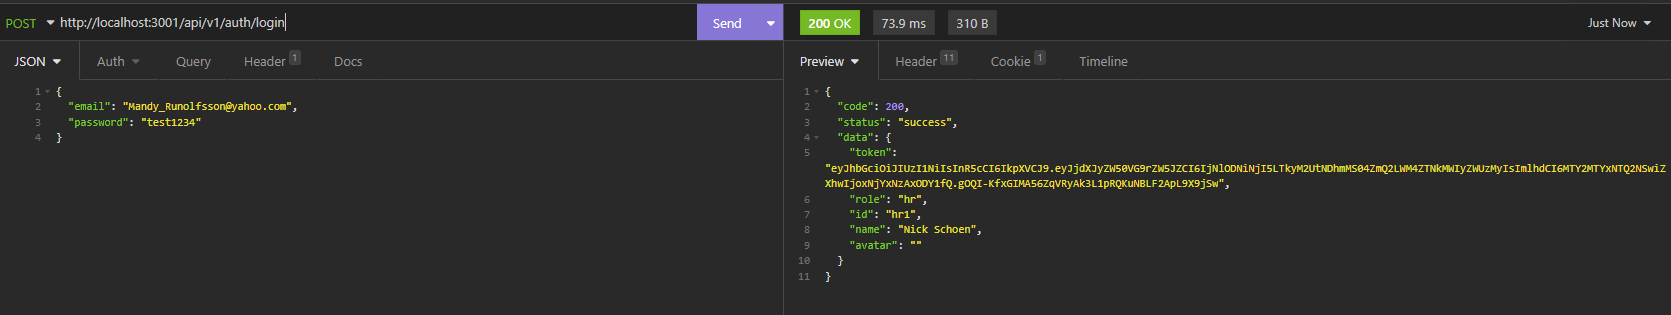 POST http://localhost:3001/api/v1/auth/login Send 200 OK 73.9 ms 310 B Just Now
JSON Auth Query Header 1 Docs Preview Header 11 Cookie 1 Timeline
1 {
2 "email": "Mandy_Runolfsson@yahoo.com",
3 "password": "test1234"
4 }
1 {
2 "code": 200,
3 "status": "success",
4 "data": {
5 "token":
"eyJhbGciOiJIUzI1NiIsInR5cCI6IkpXVCJ9.eyJjdXJyZW50VG9rZW5JZCI6IjNlODNiNjI5LTkyM2UtNDhmMS04ZmQ2LWM4ZTNkMWIyZWUzMyIsImlhdCI6MTY2MTYxNTQ2NSwiZ
XhwIjoxNjYxNzAxODY1fQ.gOQI-KfxGIMA56ZqVRyAk3L1pRQKuNBLF2ApL9X9jSw",
6 "role": "hr",
7 "id": "hr1",
8 "name": "Nick Schoen",
9 "avatar": ""
10 }
11 }